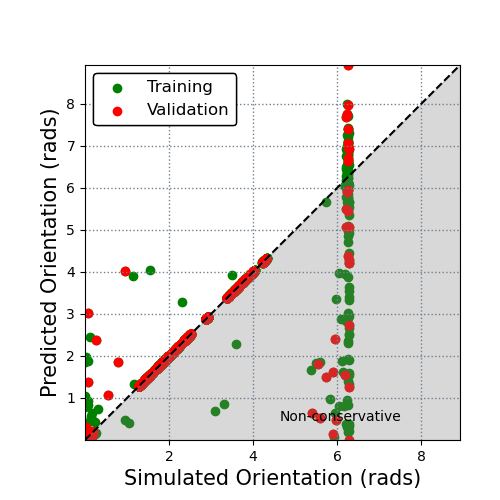 Training
Validation
Predicted Orientation (rads)
8
7
6
5
4
3
2
1
Non-conservative
2 4 6 8
Simulated Orientation (rads)